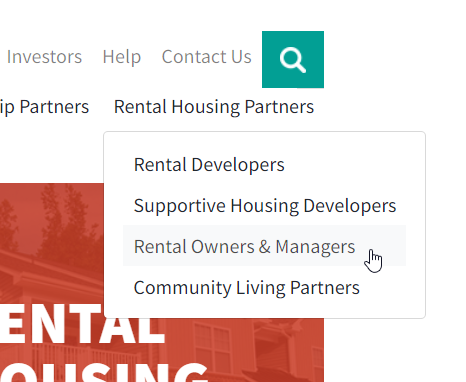 Investors Help Contact Us
ip Partners Rental Housing Partners
Rental Developers
Supportive Housing Developers
Rental Owners & Managers
Community Living Partners
ENTAL
OUSING